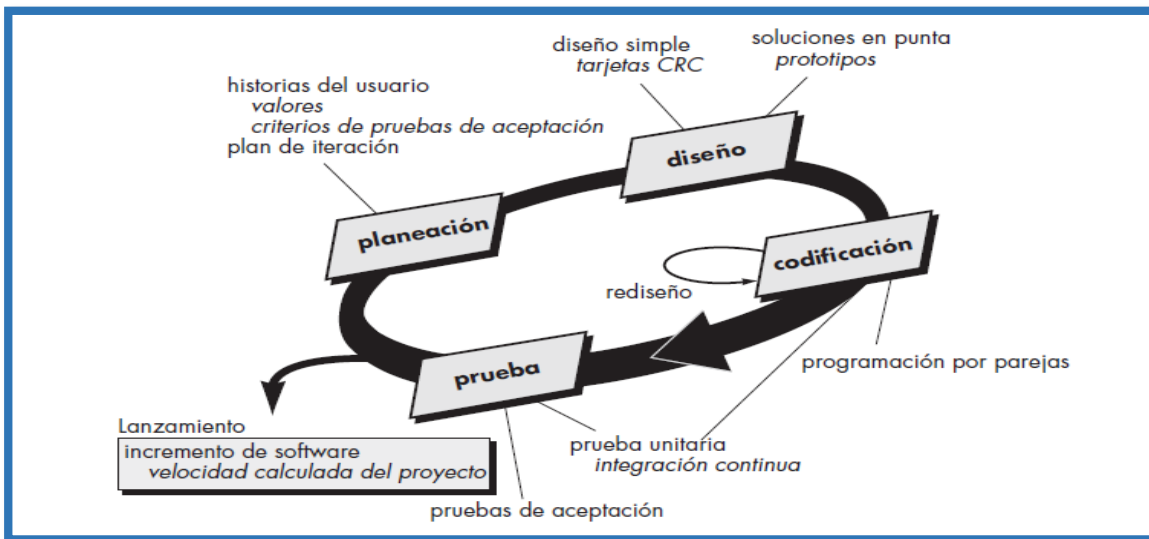 diseño simple
tarjetas CRC
soluciones en punta
prototipos
historias del usuario
valores
criterios de pruebas de aceptación
plan de iteración
diseño
planeación
codificación
rediseño
programación por parejas
prueba
Lanzamiento
incremento de software
velocidad calculada del proyecto
prueba unitaria
integración continua
pruebas de aceptación